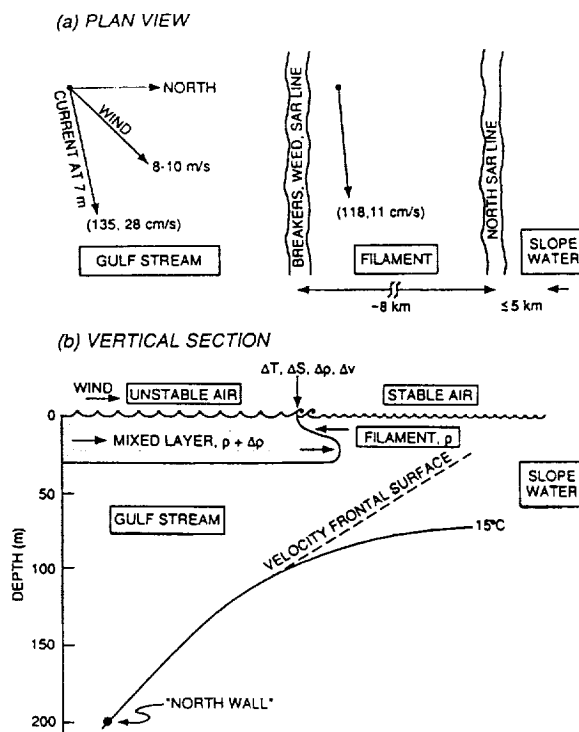 (a) PLAN VIEW
NORTH
WIND
8-10 m/s
CURRENT AT 7 m
(135, 28 cm/s)
GULF STREAM
BREAKERS, WEED, SAR LINE
(118,11 cm/s)
FILAMENT
NORTH SAR LINE
SLOPE
WATER
~8 km
≤5 km
(b) VERTICAL SECTION
ΔT, ΔS, Δρ, Δv
WIND
UNSTABLE AIR
STABLE AIR
0
MIXED LAYER, ρ + Δρ
FILAMENT, ρ
50
GULF STREAM
VELOCITY FRONTAL SURFACE
SLOPE
WATER
15°C
100
DEPTH (m)
150
"NORTH WALL"
200